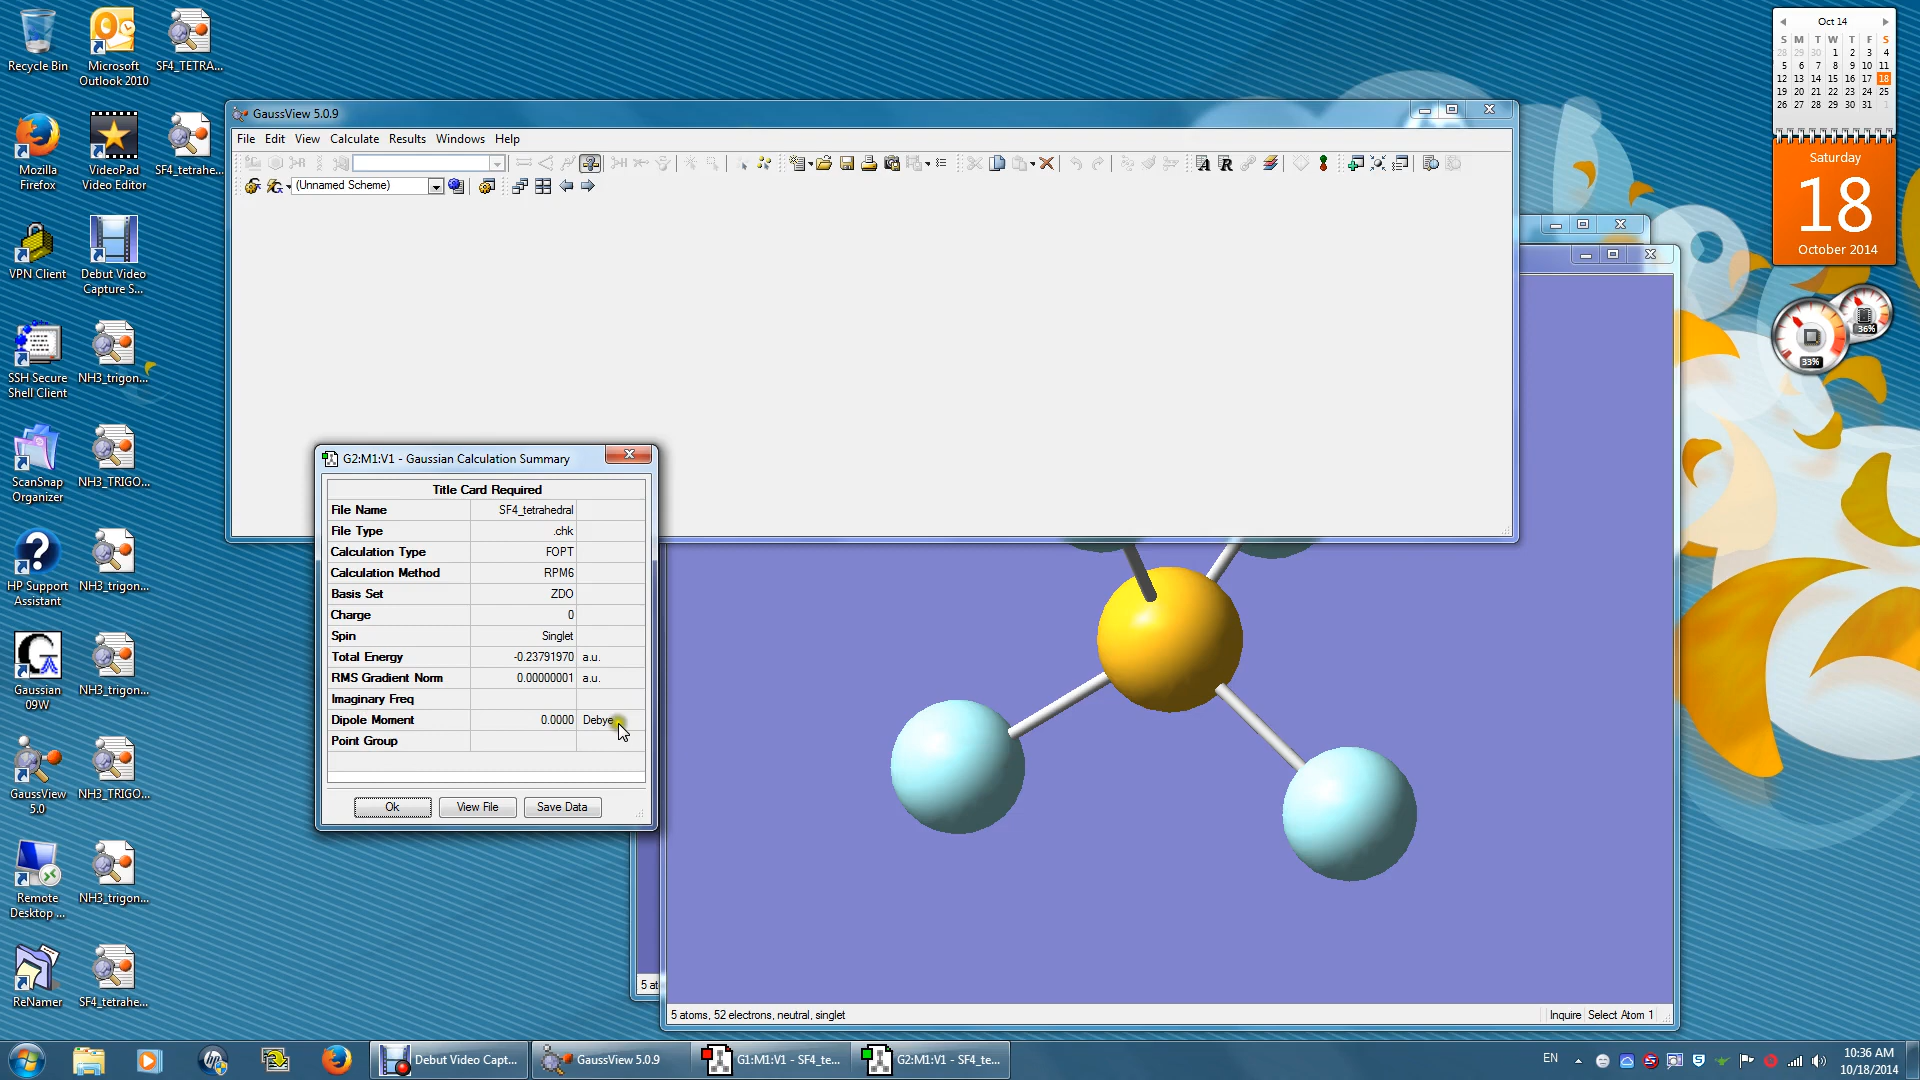 Recycle Bin
Microsoft Outlook 2010
SF4_TETRA...
Mozilla Firefox
VideoPad Video Editor
SF4_tetrahe...
VPN Client
Debut Video Capture S...
SSH Secure Shell Client
NH3_trigon...
ScanSnap Organizer
NH3_TRIGO...
HP Support Assistant
NH3_trigon...
Gaussian 09W
NH3_trigon...
GaussView 5.0
NH3_TRIGO...
Remote Desktop ...
NH3_trigon...
ReNamer
SF4_tetrahe...
GaussView 5.0.9
File Edit View Calculate Results Windows Help
(Unnamed Scheme)
G2:M1:V1 - Gaussian Calculation Summary
Title Card Required
File Name SF4_tetrahedral
File Type .chk
Calculation Type FOPT
Calculation Method RPM6
Basis Set ZDO
Charge 0
Spin Singlet
Total Energy -0.23791970 a.u.
RMS Gradient Norm 0.00000001 a.u.
Imaginary Freq
Dipole Moment 0.0000 Debye
Point Group
Ok View File Save Data
5 at
5 atoms, 52 electrons, neutral, singlet
Inquire Select Atom 1
Oct 14
S M T W T F S
28 29 30 1 2 3 4
5 6 7 8 9 10 11
12 13 14 15 16 17 18
19 20 21 22 23 24 25
26 27 28 29 30 31 1
Saturday
18
October 2014
36%
33%
Debut Video Capt...
GaussView 5.0.9
G1:M1:V1 - SF4_te...
G2:M1:V1 - SF4_te...
EN
10:36 AM
10/18/2014